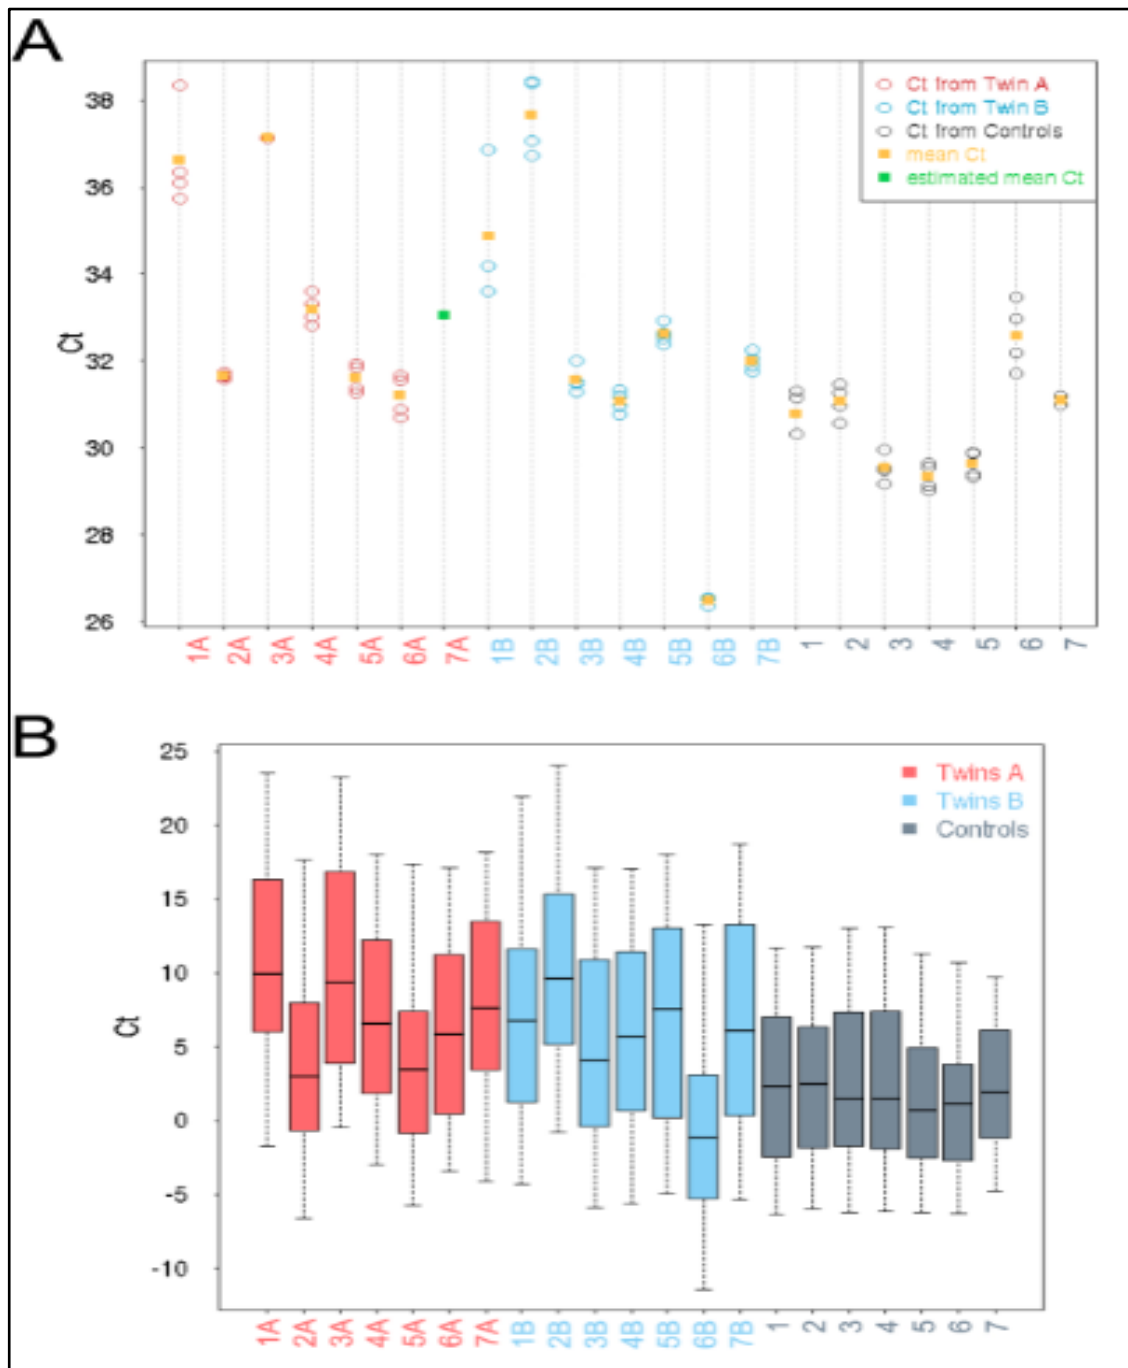 A
Ct
38
36
34
32
30
28
26
Ct from Twin A
Ct from Twin B
Ct from Controls
mean Ct
estimated mean Ct
1A 2A 3A 4A 5A 6A 7A 1B 2B 3B 4B 5B 6B 7B 1 2 3 4 5 6 7
B
Ct
25
20
15
10
5
0
-5
-10
Twins A
Twins B
Controls
1A 2A 3A 4A 5A 6A 7A 1B 2B 3B 4B 5B 6B 7B 1 2 3 4 5 6 7